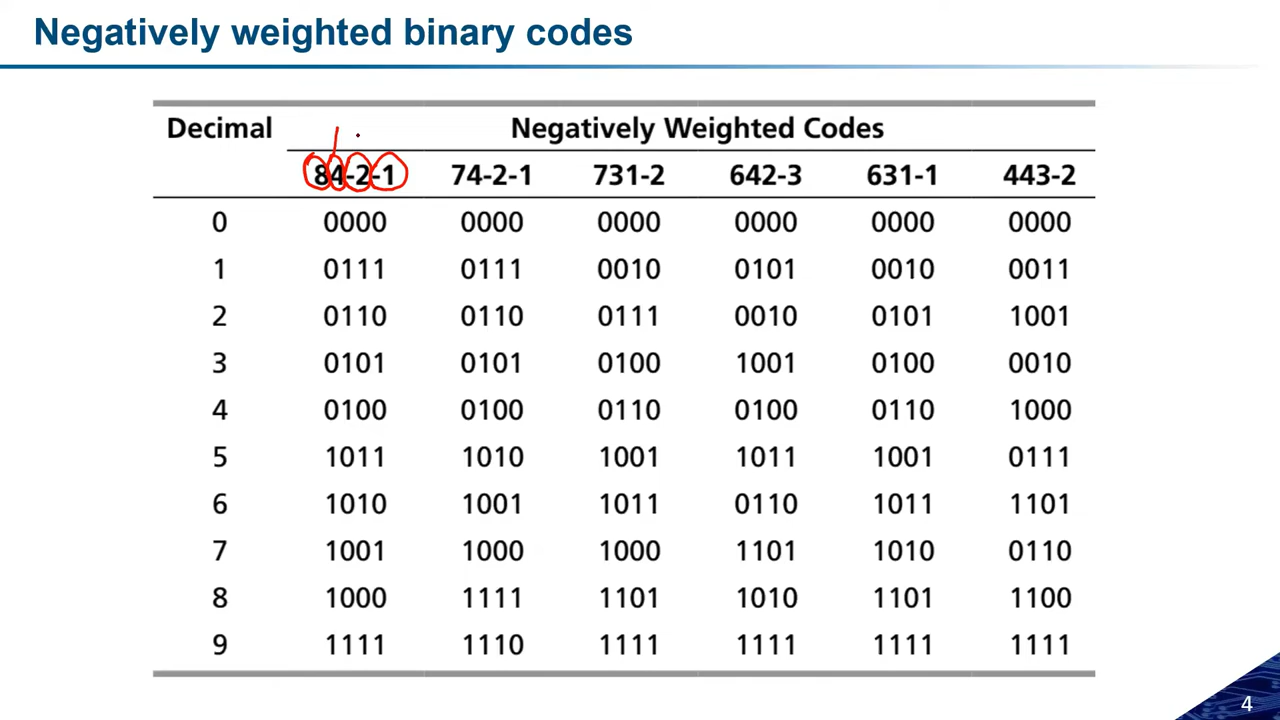 Negatively weighted binary codes
Decimal Negatively Weighted Codes
84-2-1 74-2-1 731-2 642-3 631-1 443-2
0 0000 0000 0000 0000 0000 0000
1 0111 0111 0010 0101 0010 0011
2 0110 0110 0111 0010 0101 1001
3 0101 0101 0100 1001 0100 0010
4 0100 0100 0110 0100 0110 1000
5 1011 1010 1001 1011 1001 0111
6 1010 1001 1011 0110 1011 1101
7 1001 1000 1000 1101 1010 0110
8 1000 1111 1101 1010 1101 1100
9 1111 1110 1111 1111 1111 1111
4